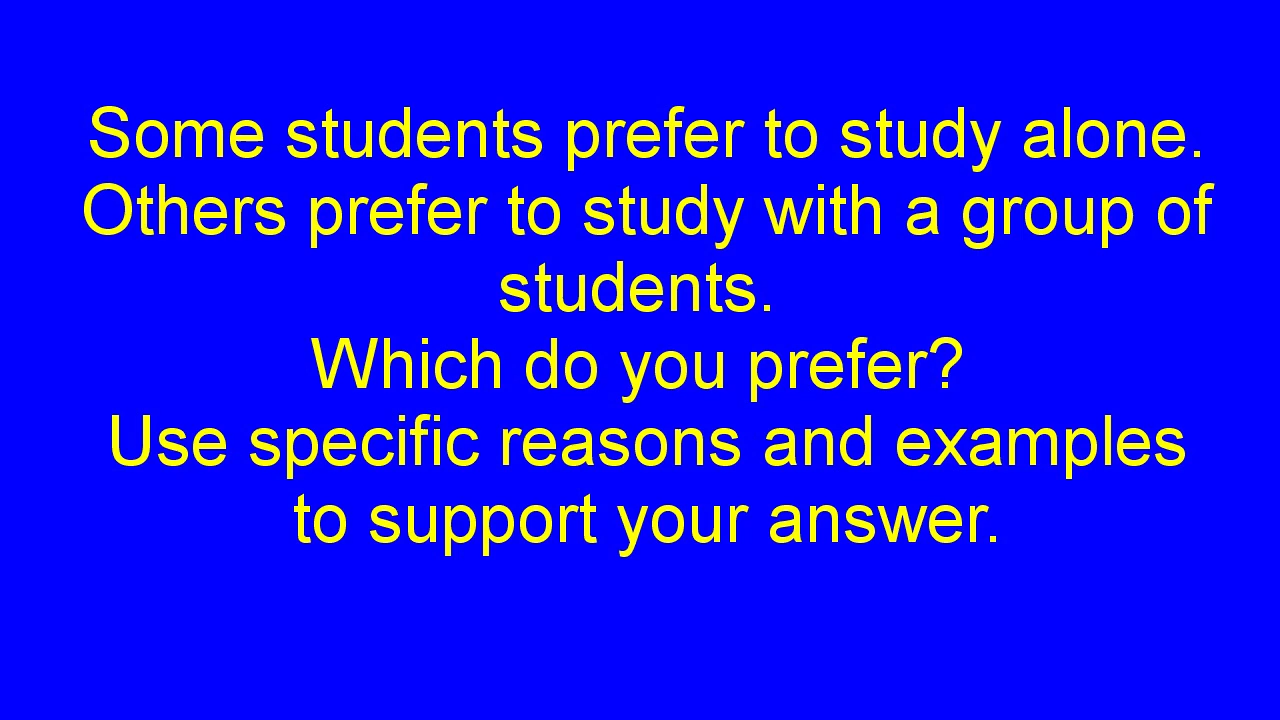 Some students prefer to study alone.
Others prefer to study with a group of
students.
Which do you prefer?
Use specific reasons and examples
to support your answer.